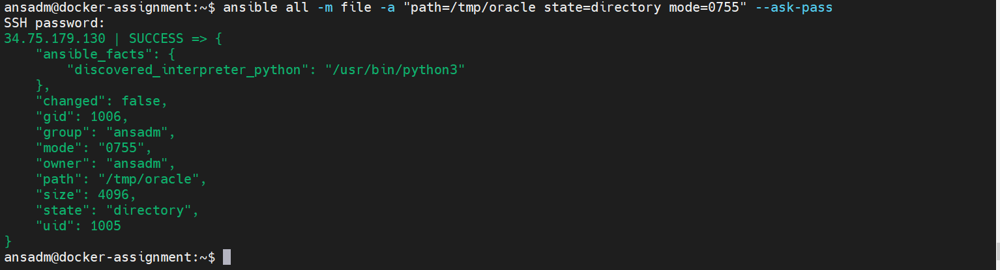 ansadm@docker-assignment:~$ ansible all -m file -a "path=/tmp/oracle state=directory mode=0755" --ask-pass
SSH password:
34.75.179.130 | SUCCESS => {
    "ansible_facts": {
        "discovered_interpreter_python": "/usr/bin/python3"
    },
    "changed": false,
    "gid": 1006,
    "group": "ansadm",
    "mode": "0755",
    "owner": "ansadm",
    "path": "/tmp/oracle",
    "size": 4096,
    "state": "directory",
    "uid": 1005
}
ansadm@docker-assignment:~$